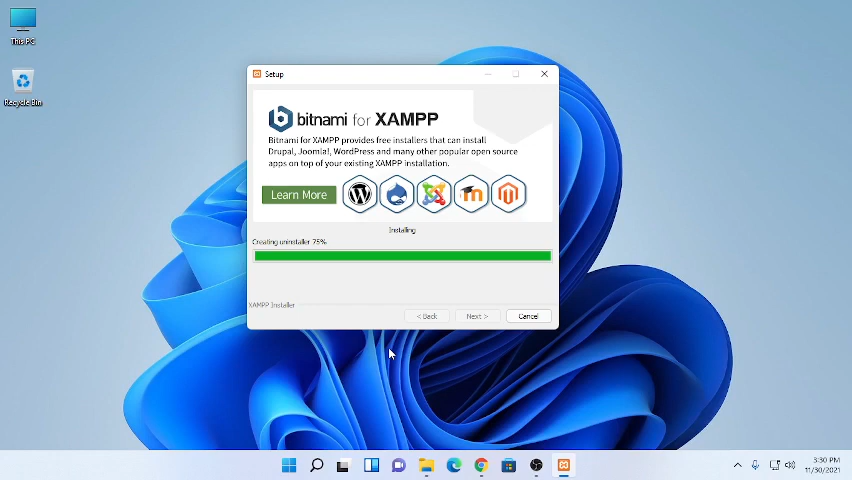 This PC
Recycle Bin
Setup
bitnami for XAMPP
Bitnami for XAMPP provides free installers that can install
Drupal, Joomla!, WordPress and many other popular open source
apps on top of your existing XAMPP installation.
Learn More
Installing
Creating uninstaller 75%
XAMPP Installer
< Back
Next >
Cancel
3:30 PM
11/30/2021